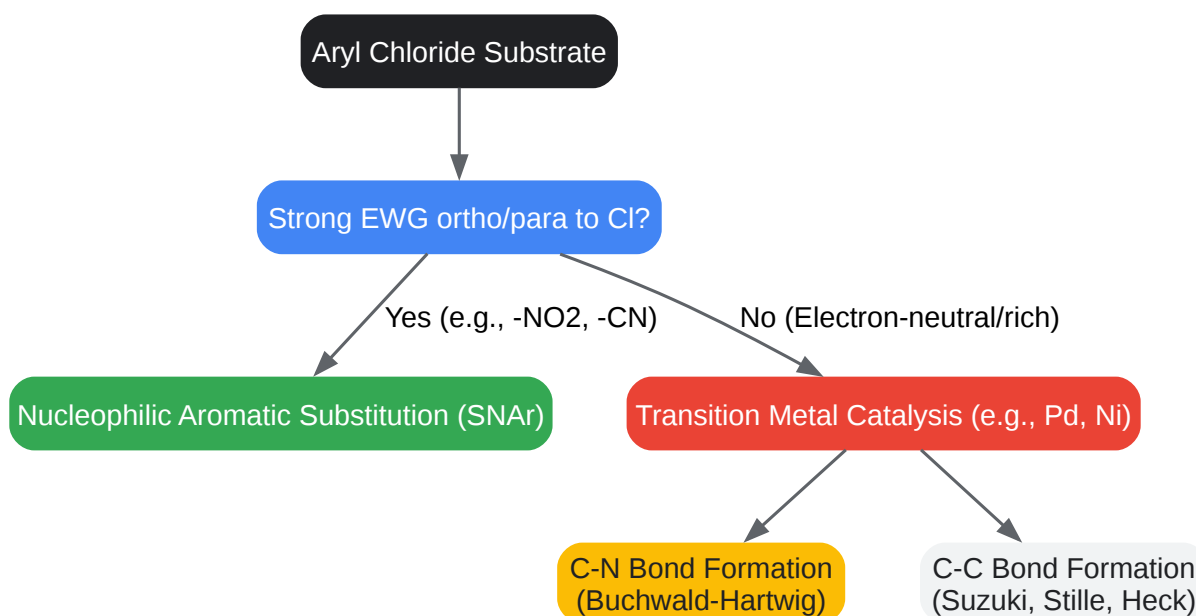 Aryl Chloride Substrate
Strong EWG ortho/para to Cl?
Yes (e.g., -NO2, -CN)
No (Electron-neutral/rich)
Nucleophilic Aromatic Substitution (SNAr)
Transition Metal Catalysis (e.g., Pd, Ni)
C-N Bond Formation
(Buchwald-Hartwig)
C-C Bond Formation
(Suzuki, Stille, Heck)